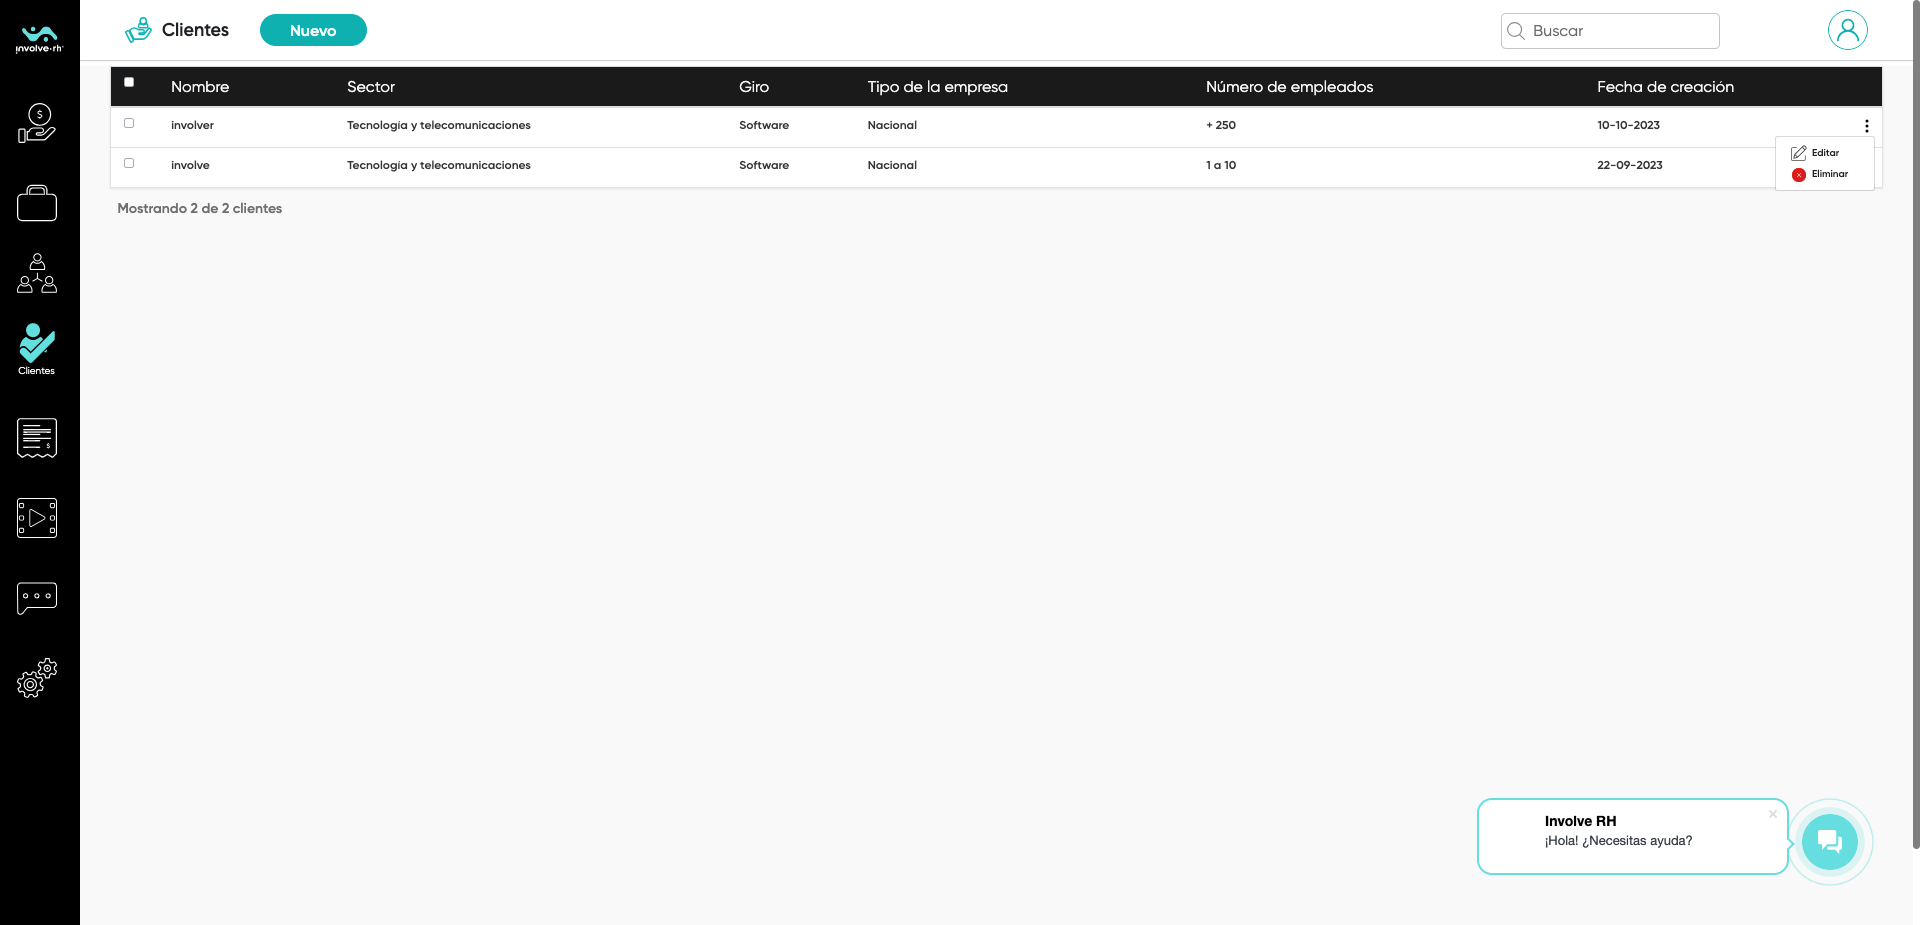 involve·rh
Clientes
Nuevo
Buscar
Nombre Sector Giro Tipo de la empresa Número de empleados Fecha de creación
involver Tecnología y telecomunicaciones Software Nacional + 250 10-10-2023
Editar
involve Tecnología y telecomunicaciones Software Nacional 1 a 10 22-09-2023
Eliminar
Mostrando 2 de 2 clientes
Clientes
Involve RH
¡Hola! ¿Necesitas ayuda?